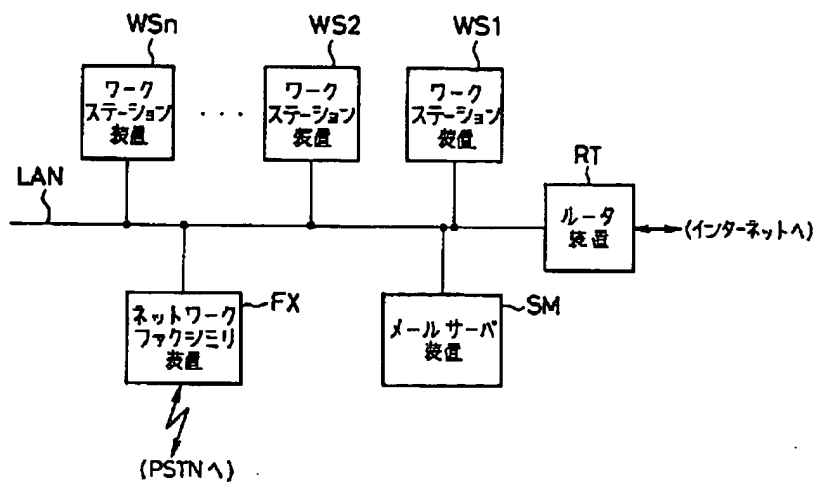 WSn
WS2
WS1
ワーク
ステーション
装置
...
ワーク
ステーション
装置
ワーク
ステーション
装置
RT
LAN
ルータ
装置
(インターネットへ)
ネットワーク
ファクシミリ
装置
FX
メールサーバ
装置
SM
(PSTNへ)